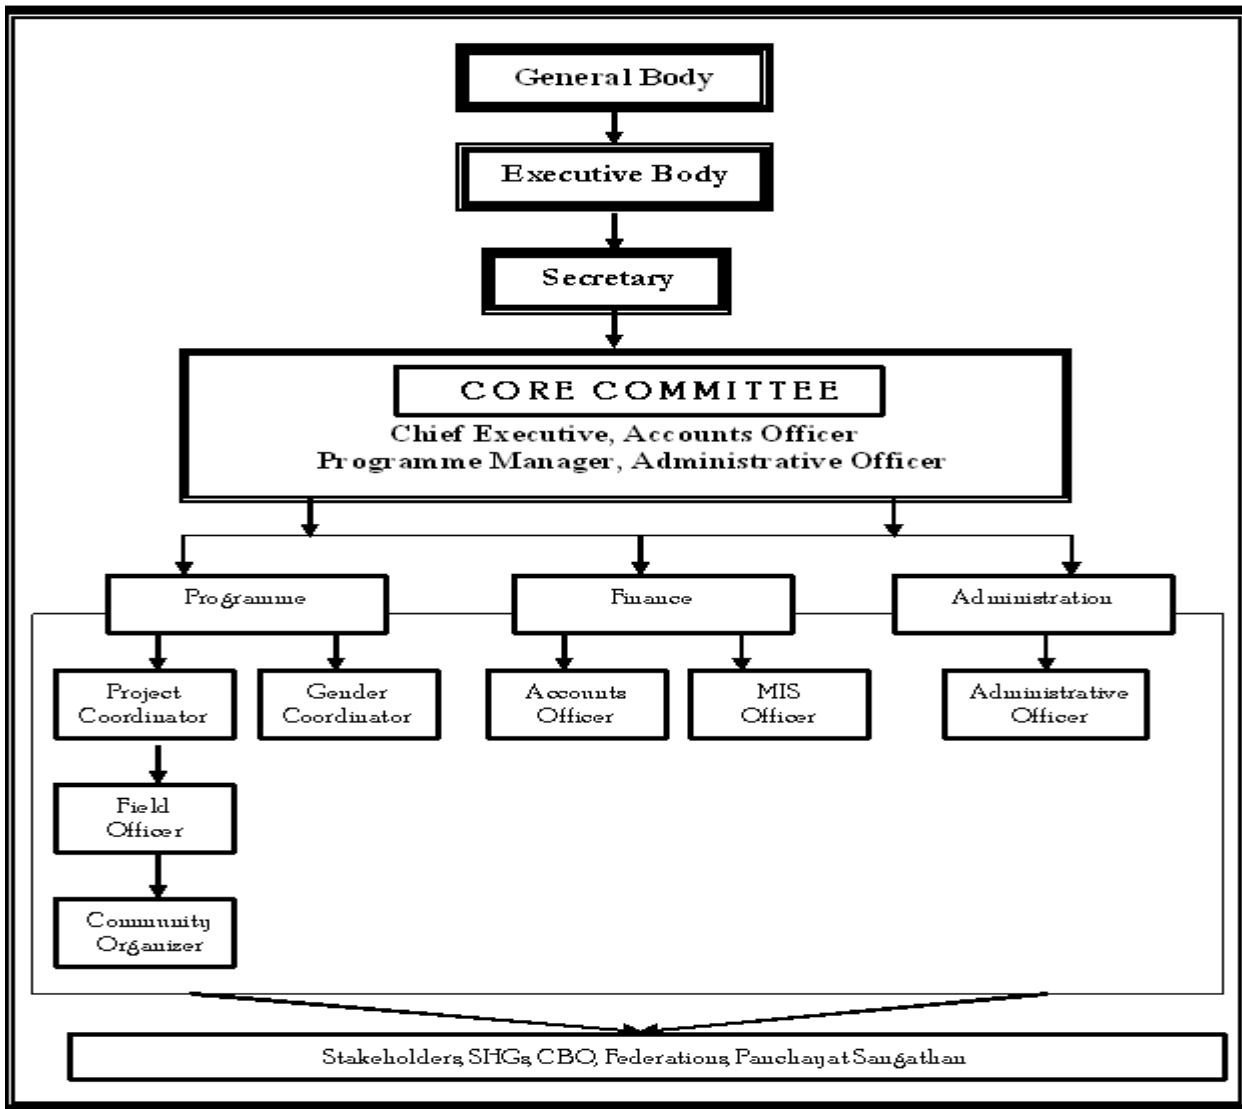 General Body
Executive Body
Secretary
CORE COMMITTEE
Chief Executive, Accounts Officer
Programme Manager, Administrative Officer
Programme
Finance
Administration
Project
Coordinator
Gender
Coordinator
Accounts
Officer
MIS
Officer
Administrative
Officer
Field
Officer
Community
Organizer
Stakeholders, SHGs, CBO, Federations, Panchayat Sangathan